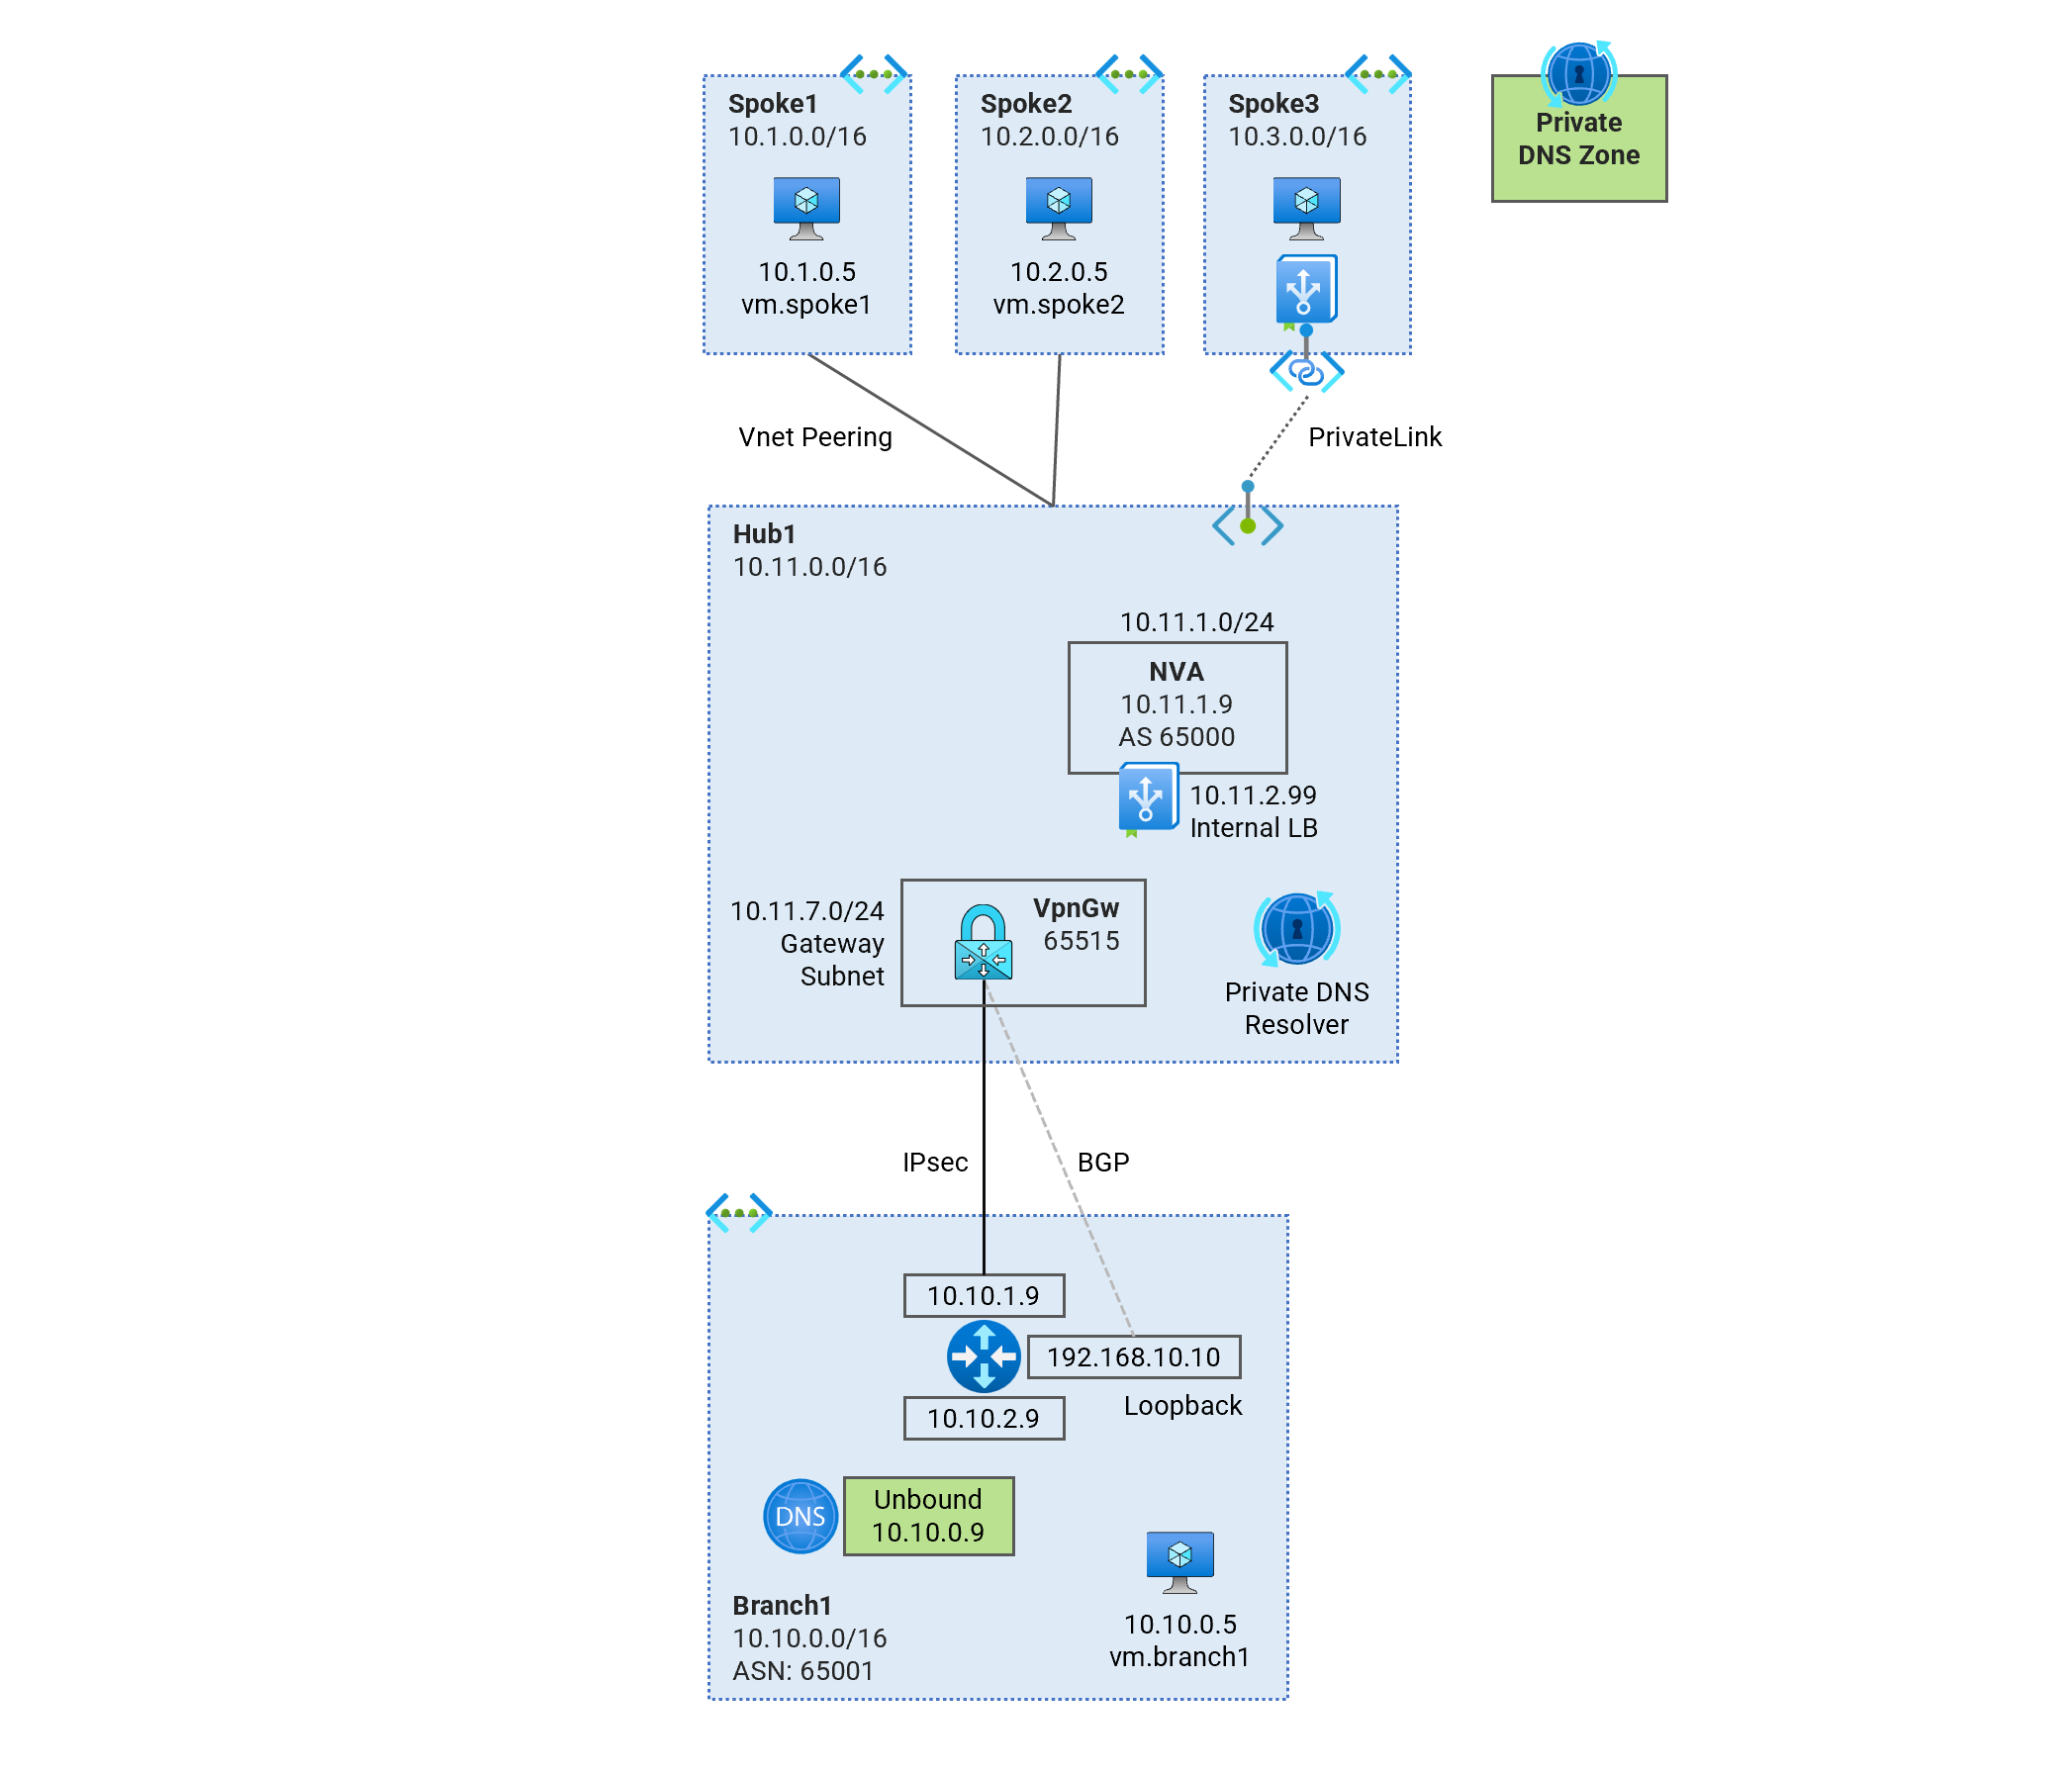 Spoke1
10.1.0.0/16
10.1.0.5
vm.spoke1
Spoke2
10.2.0.0/16
10.2.0.5
vm.spoke2
Spoke3
10.3.0.0/16
Private
DNS Zone
Vnet Peering
PrivateLink
Hub1
10.11.0.0/16
10.11.1.0/24
NVA
10.11.1.9
AS 65000
10.11.2.99
Internal LB
10.11.7.0/24
Gateway
Subnet
VpnGw
65515
Private DNS
Resolver
IPsec
BGP
10.10.1.9
192.168.10.10
Loopback
10.10.2.9
DNS
Unbound
10.10.0.9
Branch1
10.10.0.0/16
ASN: 65001
10.10.0.5
vm.branch1